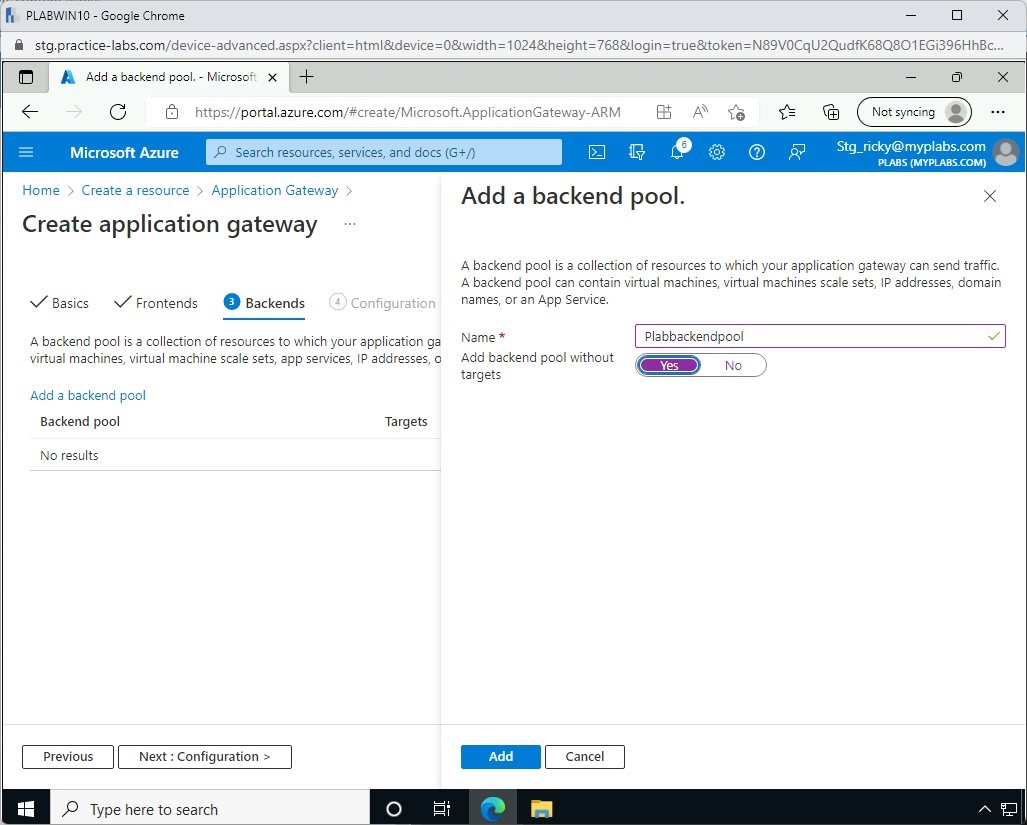 PLABWIN10 - Google Chrome
stg.practice-labs.com/device-advanced.aspx?client=html&device=0&width=1024&height=768&login=true&token=N89V0CqU2QudfK68Q8O1EGi396HhBc...
Add a backend pool. - Microsoft
https://portal.azure.com/#create/Microsoft.ApplicationGateway-ARM
Not syncing
Microsoft Azure
Search resources, services, and docs (G+/)
6
Stg_ricky@myplabs.com
PLABS (MYPLABS.COM)
Home > Create a resource > Application Gateway >
Create application gateway ...
Basics
Frontends
3 Backends
4 Configuration
A backend pool is a collection of resources to which your application ga
virtual machines, virtual machine scale sets, app services, IP addresses, o
Add a backend pool
Backend pool Targets
No results
Previous
Next : Configuration >
Add a backend pool.
A backend pool is a collection of resources to which your application gateway can send traffic.
A backend pool can contain virtual machines, virtual machines scale sets, IP addresses, domain
names, or an App Service.
Name *
Plabbackendpool
Add backend pool without
targets
Yes No
Add
Cancel
Type here to search